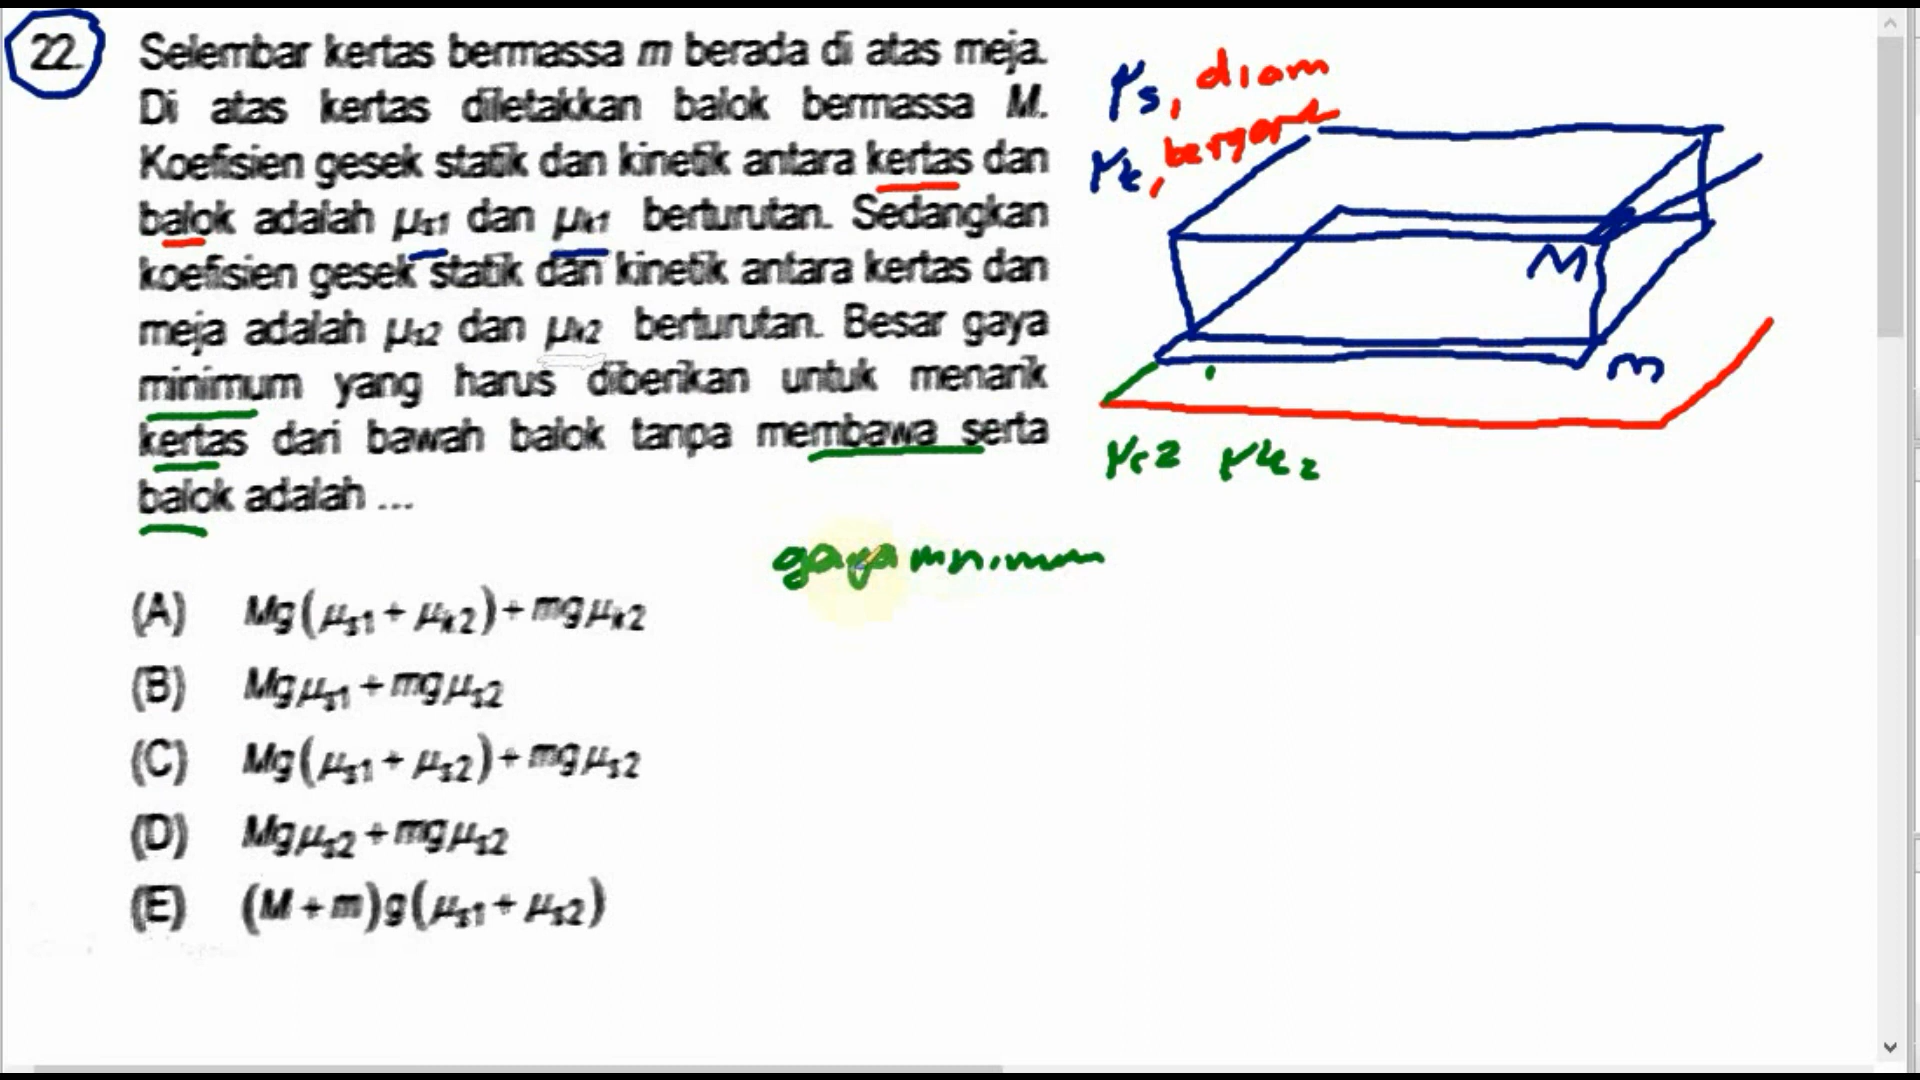 22. Selembar kertas bermassa m berada di atas meja.
Di atas kertas diletakkan balok bermassa M.
Koefisien gesek statik dan kinetik antara kertas dan
balok adalah μs1 dan μk1 berturutan. Sedangkan
koefisien gesek statik dan kinetik antara kertas dan
meja adalah μs2 dan μk2 berturutan. Besar gaya
minimum yang harus diberikan untuk menarik
kertas dari bawah balok tanpa membawa serta
balok adalah ...
(A) Mg(μs1 + μk2) + mgμk2
(B) Mgμs1 + mgμs2
(C) Mg(μs1 + μs2) + mgμs2
(D) Mgμs2 + mgμs2
(E) (M + m)g(μs1 + μs2)
μs, diam
μk, bergerak
M
m
μs2 μk2
gaya minimum